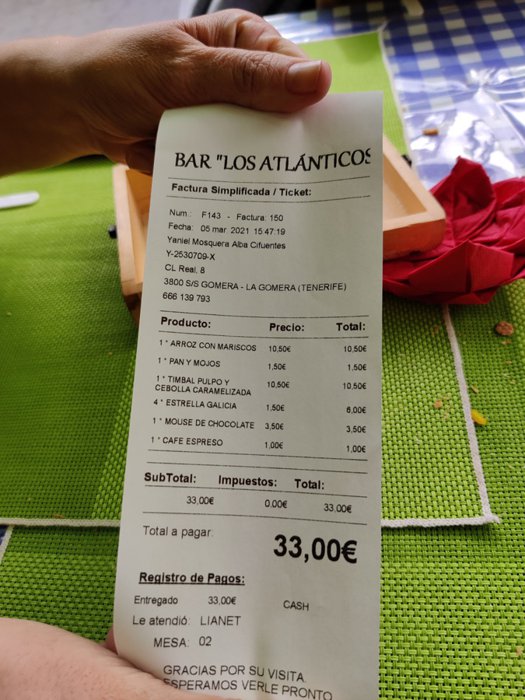 BAR "LOS ATLÁNTICOS
Factura Simplificada / Ticket:
Num.: F143 - Factura: 150
Fecha: 05 mar. 2021 15:47:19
Yaniel Mosquera Alba Cifuentes
Y-2530709-X
CL Real, 8
3800 S/S GOMERA - LA GOMERA (TENERIFE)
666 139 793
Producto: Precio: Total:
1 * ARROZ CON MARISCOS 10,50€ 10,50€
1 * PAN Y MOJOS 1,50€ 1,50€
1 * TIMBAL PULPO Y CEBOLLA CARAMELIZADA 10,50€ 10,50€
4 * ESTRELLA GALICIA 1,50€ 6,00€
1 * MOUSE DE CHOCOLATE 3,50€ 3,50€
1 * CAFE ESPRESO 1,00€ 1,00€
SubTotal: Impuestos: Total:
33,00€ 0,00€ 33,00€
Total a pagar: 33,00€
Registro de Pagos:
Entregado 33,00€ CASH
Le atendió: LIANET
MESA: 02
GRACIAS POR SU VISITA.
ESPERAMOS VERLE PRONTO